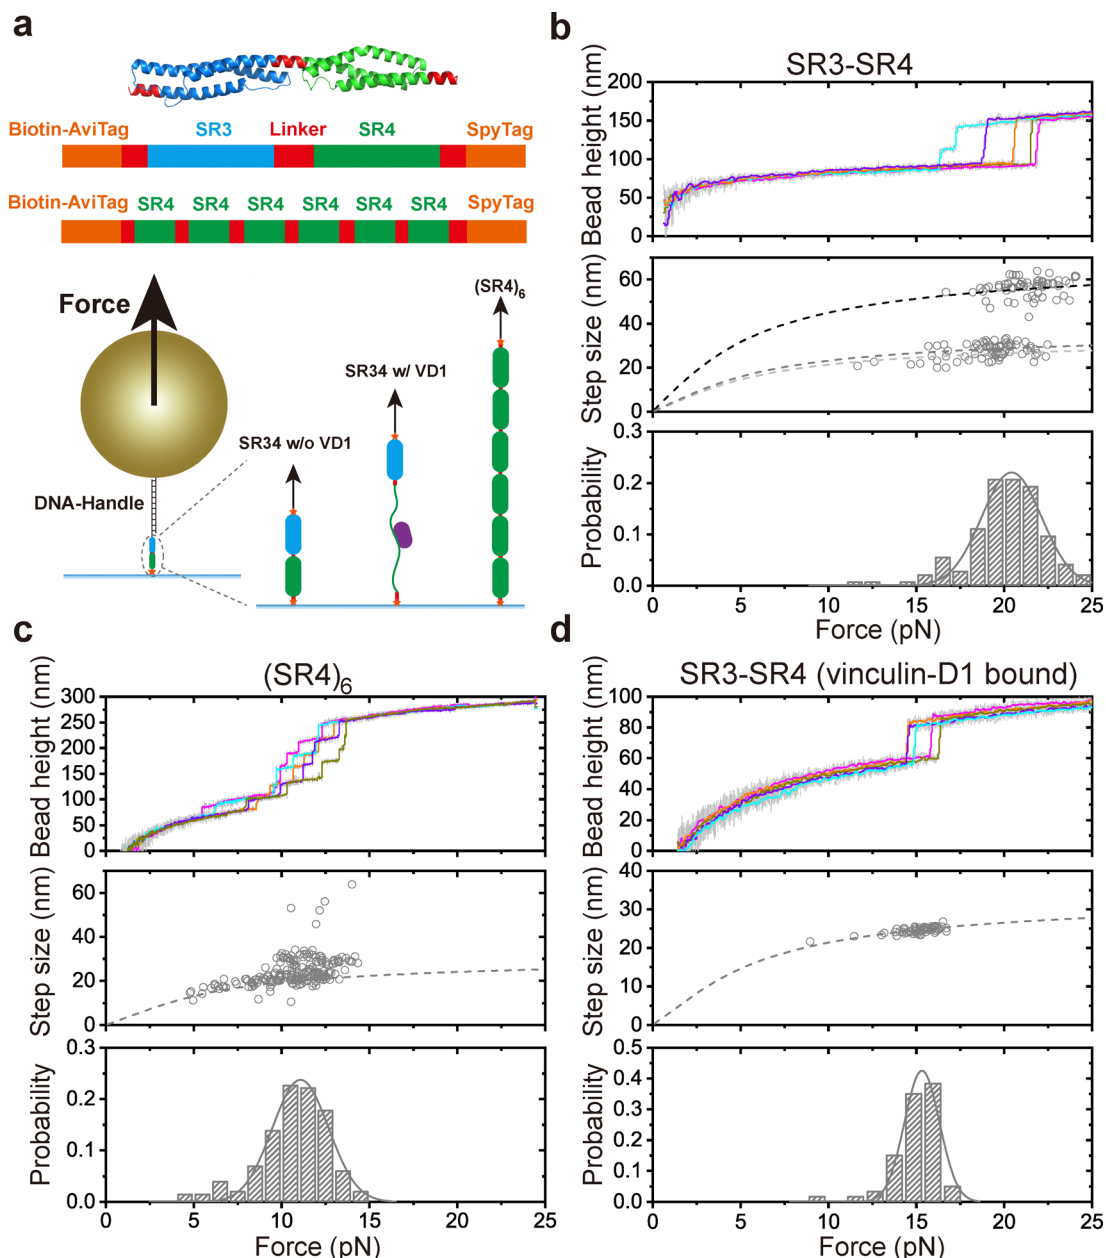 a
Biotin-AviTag SR3 Linker SR4 SpyTag
Biotin-AviTag SR4 SR4 SR4 SR4 SR4 SR4 SpyTag
Force
DNA-Handle
SR34 w/o VD1
SR34 w/ VD1
(SR4)6
b
SR3-SR4
Bead height (nm)
200
150
100
50
0
Step size (nm)
60
40
20
0
Probability
0.3
0.2
0.1
0.0
0 5 10 15 20 25
Force (pN)
c
(SR4)6
Bead height (nm)
300
250
200
150
100
50
0
Step size (nm)
60
40
20
0
Probability
0.3
0.2
0.1
0.0
0 5 10 15 20 25
Force (pN)
d
SR3-SR4 (vinculin-D1 bound)
Bead height (nm)
100
80
60
40
20
0
Step size (nm)
40
30
20
10
0
Probability
0.5
0.4
0.3
0.2
0.1
0.0
0 5 10 15 20 25
Force (pN)